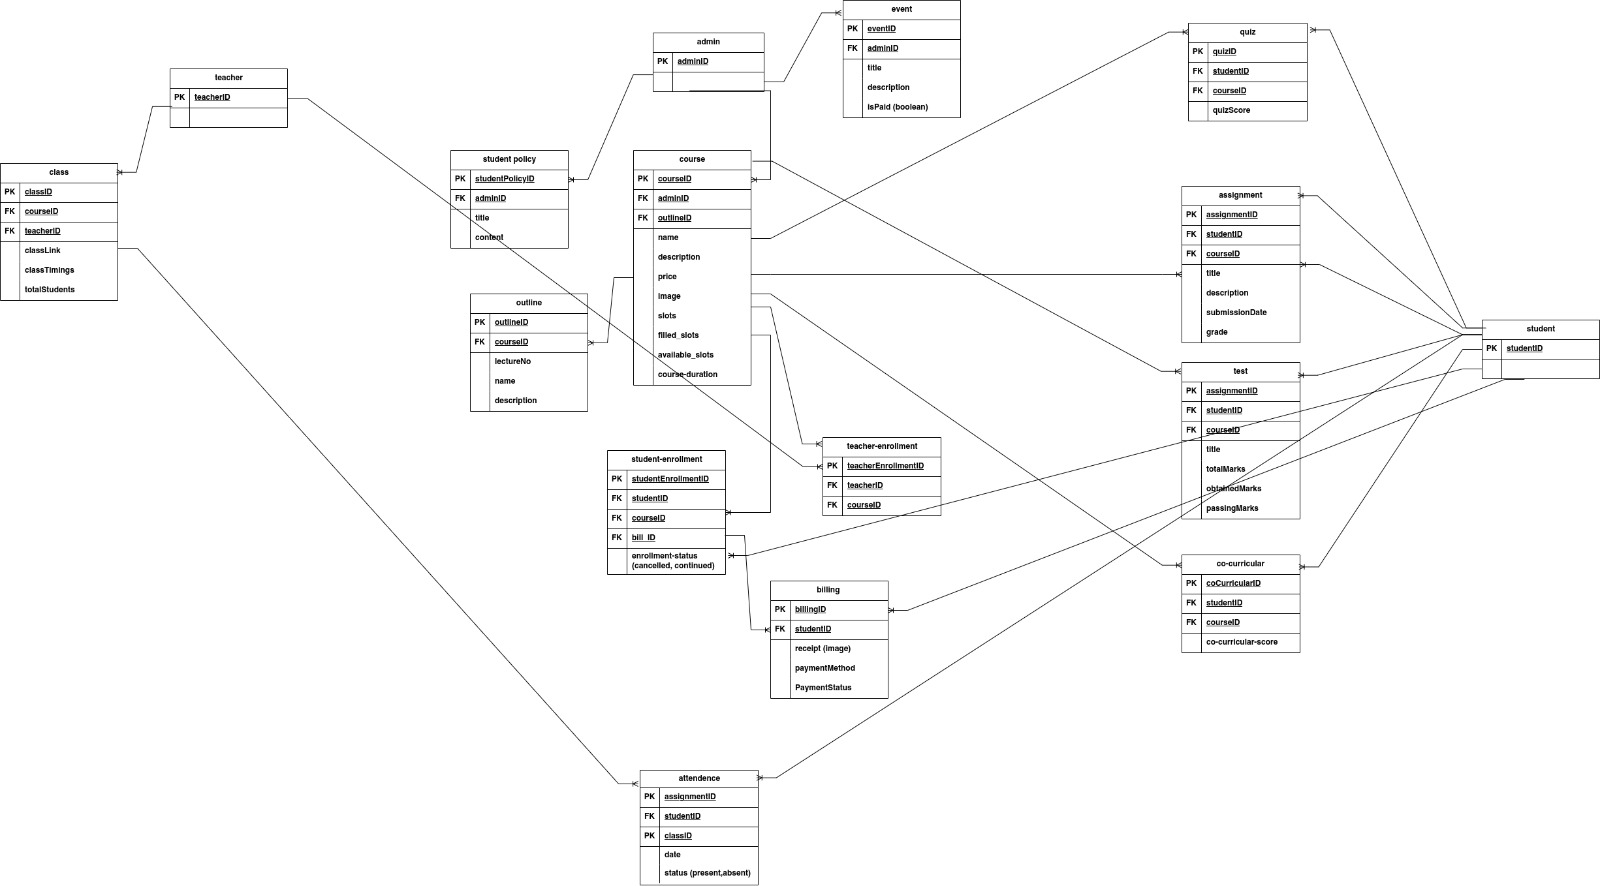 event
PK eventID
FK adminID
title
description
isPaid (boolean)
admin
PK adminID
quiz
PK quizID
FK studentID
FK courseID
quizScore
teacher
PK teacherID
student policy
PK studentPolicyID
FK adminID
title
content
course
PK courseID
FK adminID
FK outlineID
name
description
price
image
slots
filled_slots
available_slots
course-duration
class
PK classID
FK courseID
FK teacherID
classLink
classTimings
totalStudents
assignment
PK assignmentID
FK studentID
FK courseID
title
description
submissionDate
grade
outline
PK outlineID
FK courseID
lectureNo
name
description
student
PK studentID
test
PK assignmentID
FK studentID
FK courseID
title
totalMarks
obtainedMarks
passingMarks
teacher-enrollment
PK teacherEnrollmentID
FK teacherID
FK courseID
student-enrollment
PK studentEnrollmentID
FK studentID
FK courseID
FK bill_ID
enrollment-status
(cancelled, continued)
co-curricular
PK coCurricularID
FK studentID
FK courseID
co-curricular-score
billing
PK billingID
FK studentID
receipt (image)
paymentMethod
PaymentStatus
attendence
PK assignmentID
FK studentID
PK classID
date
status (present,absent)